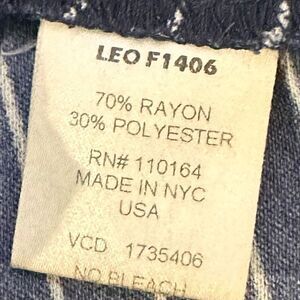 LEO F1406
70% RAYON
30% POLYESTER
RN# 110164
MADE IN NYC
USA
VCD 1735406
NO BLEACH